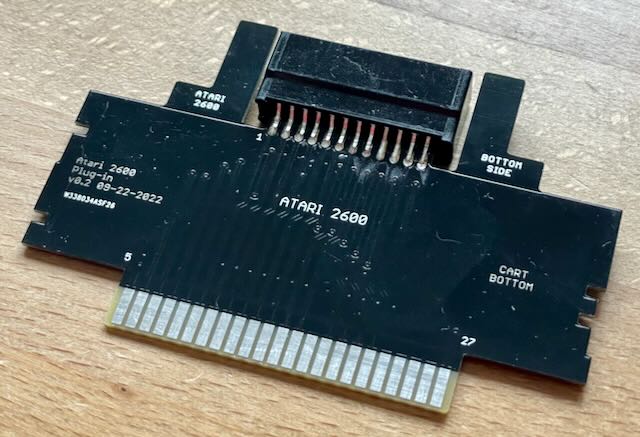 ATARI
2600
1
BOTTOM
SIDE
Atari 2600
Plug-in
v0.2 09-22-2022
W338034ASF26
ATARI 2600
CART
BOTTOM
5
27